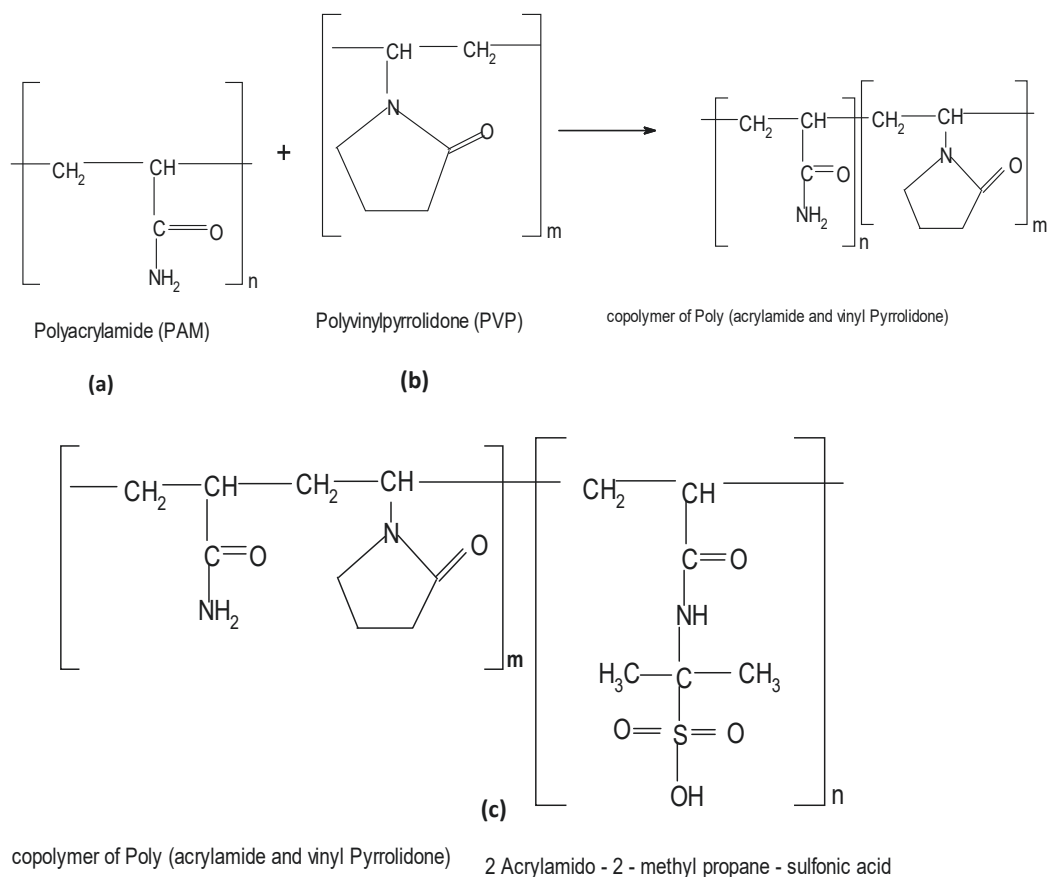 CH CH₂
N O
m
+
CH₂ CH
C O
NH₂
n
CH₂ CH CH₂ CH
C O N O
NH₂
n m
Polyacrylamide (PAM)
Polyvinylpyrrolidone (PVP)
copolymer of Poly (acrylamide and vinyl Pyrrolidone)
(a)
(b)
CH₂ CH CH₂ CH CH₂ CH
C O N O C O
NH₂ NH
m
H₃C C CH₃
O S O
OH
n
(c)
copolymer of Poly (acrylamide and vinyl Pyrrolidone)
2 Acrylamido - 2 - methyl propane - sulfonic acid